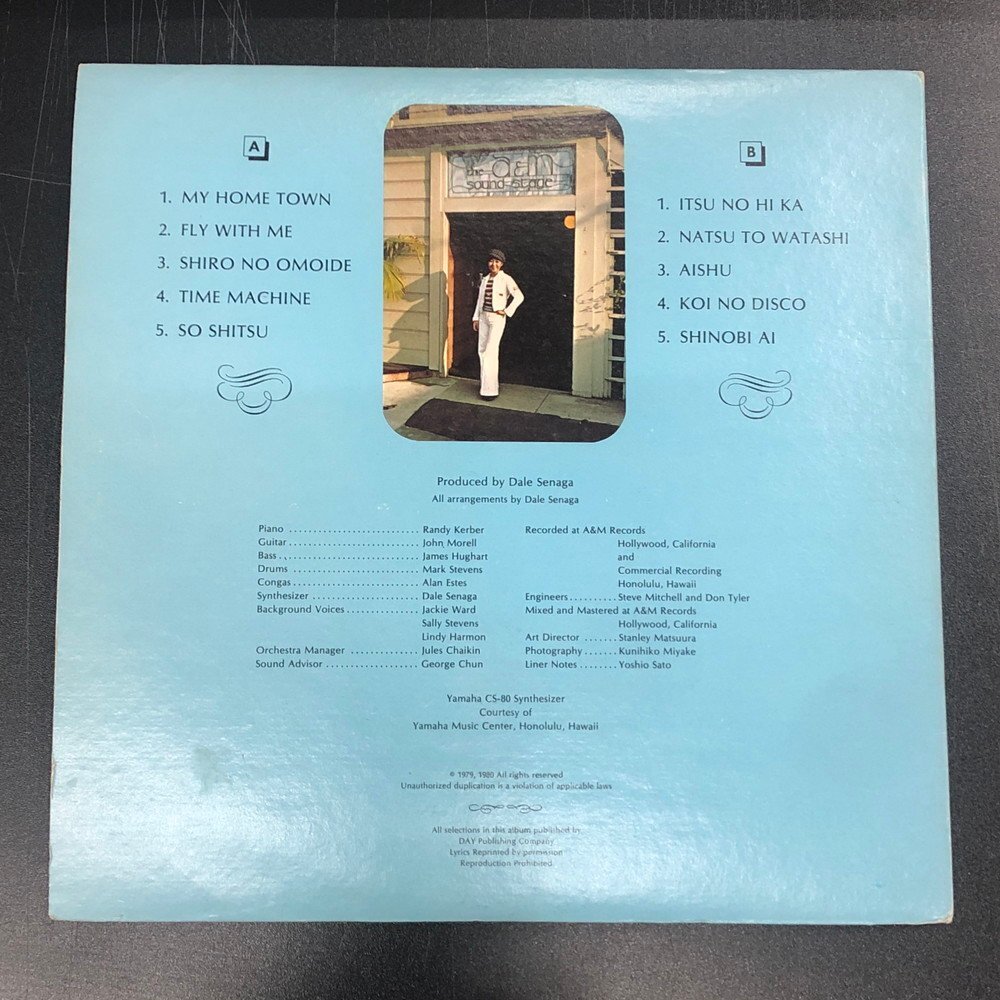 A
1. MY HOME TOWN
2. FLY WITH ME
3. SHIRO NO OMOIDE
4. TIME MACHINE
5. SO SHITSU
the a&m
sound stage
B
1. ITSU NO HI KA
2. NATSU TO WATASHI
3. AISHU
4. KOI NO DISCO
5. SHINOBI AI
Produced by Dale Senaga
All arrangements by Dale Senaga
Piano ........................... Randy Kerber
Guitar ........................... John Morell
Bass .............................. James Hughart
Drums .......................... Mark Stevens
Congas .......................... Alan Estes
Synthesizer ...................... Dale Senaga
Background Voices ............... Jackie Ward
Sally Stevens
Lindy Harmon
Orchestra Manager .............. Jules Chaikin
Sound Advisor ................... George Chun
Recorded at A&M Records
Hollywood, California
and
Commercial Recording
Honolulu, Hawaii
Engineers .......... Steve Mitchell and Don Tyler
Mixed and Mastered at A&M Records
Hollywood, California
Art Director ....... Stanley Matsuura
Photography ....... Kunihiko Miyake
Liner Notes ........ Yoshio Sato
Yamaha CS-80 Synthesizer
Courtesy of
Yamaha Music Center, Honolulu, Hawaii
© 1979, 1980 All rights reserved
Unauthorized duplication is a violation of applicable laws
All selections in this album published by
DAY Publishing Company
Lyrics Reprinted by permission
Reproduction Prohibited